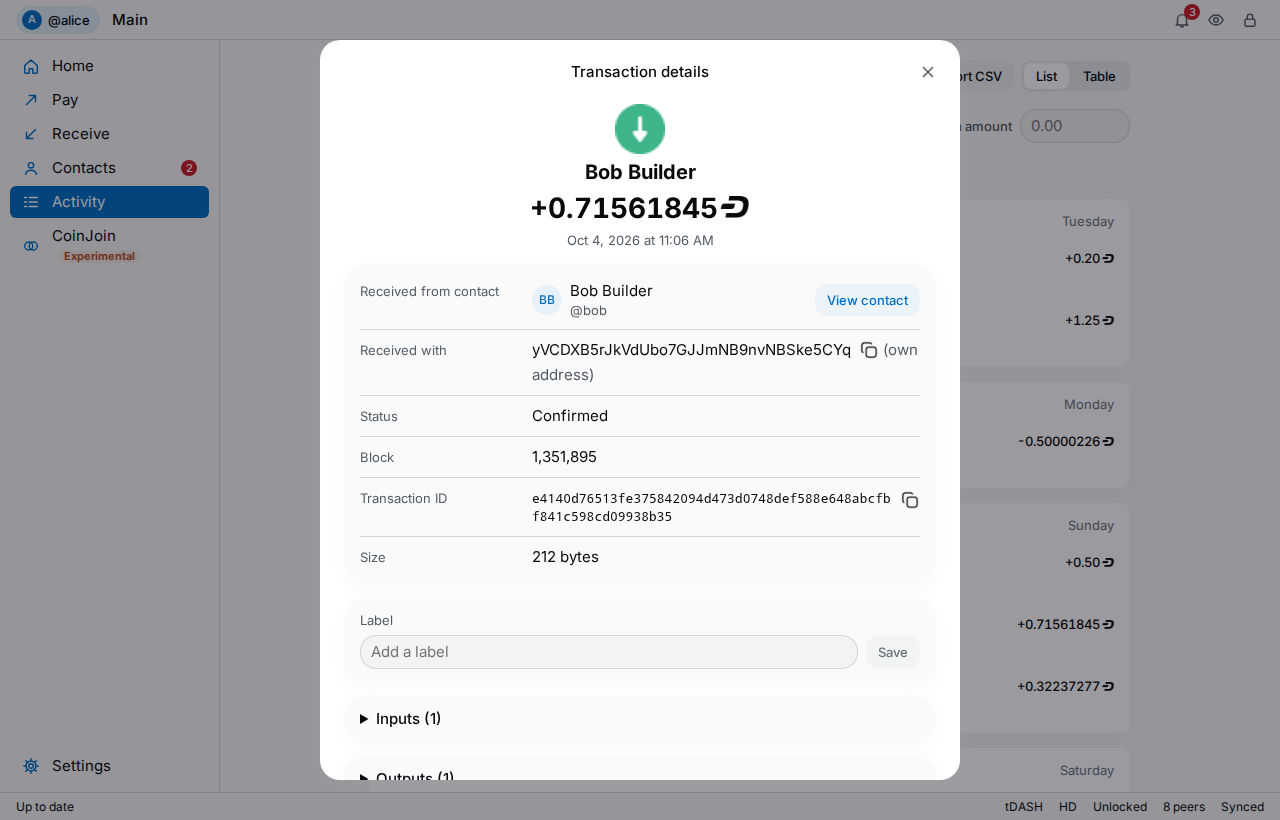 A @alice Main 3
Home
Pay
Receive
Contacts 2
Activity
CoinJoin
Experimental
Settings
ort CSV List Table
amount 0.00
Tuesday
+0.20
+1.25
Monday
-0.50000226
Sunday
+0.50
+0.71561845
+0.32237277
Saturday
Transaction details
Bob Builder
+0.71561845
Oct 4, 2026 at 11:06 AM
Received from contact BB Bob Builder
@bob
View contact
Received with yVCDXB5rJkVdUbo7GJJmNB9nvNBSke5CYq (own
address)
Status Confirmed
Block 1,351,895
Transaction ID e4140d76513fe375842094d473d0748def588e648abcfb
f841c598cd09938b35
Size 212 bytes
Label
Add a label Save
Inputs (1)
Outputs (1)
Up to date tDASH HD Unlocked 8 peers Synced